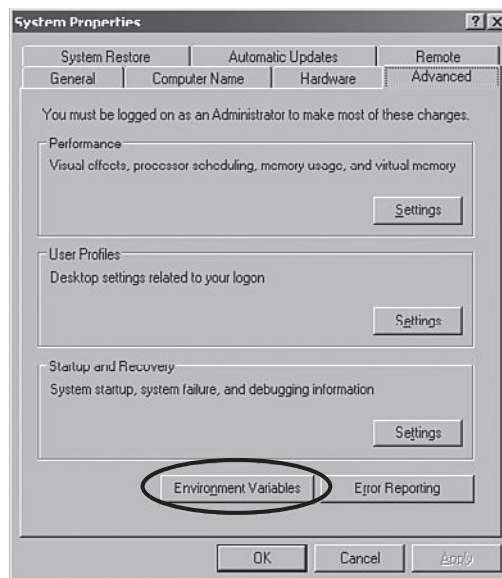 System Properties
System Restore Automatic Updates Remote
General Computer Name Hardware Advanced
You must be logged on as an Administrator to make most of these changes.
Performance
Visual effects, processor scheduling, memory usage, and virtual memory
Settings
User Profiles
Desktop settings related to your logon
Settings
Startup and Recovery
System startup, system failure, and debugging information
Settings
Environment Variables Error Reporting
OK Cancel Apply